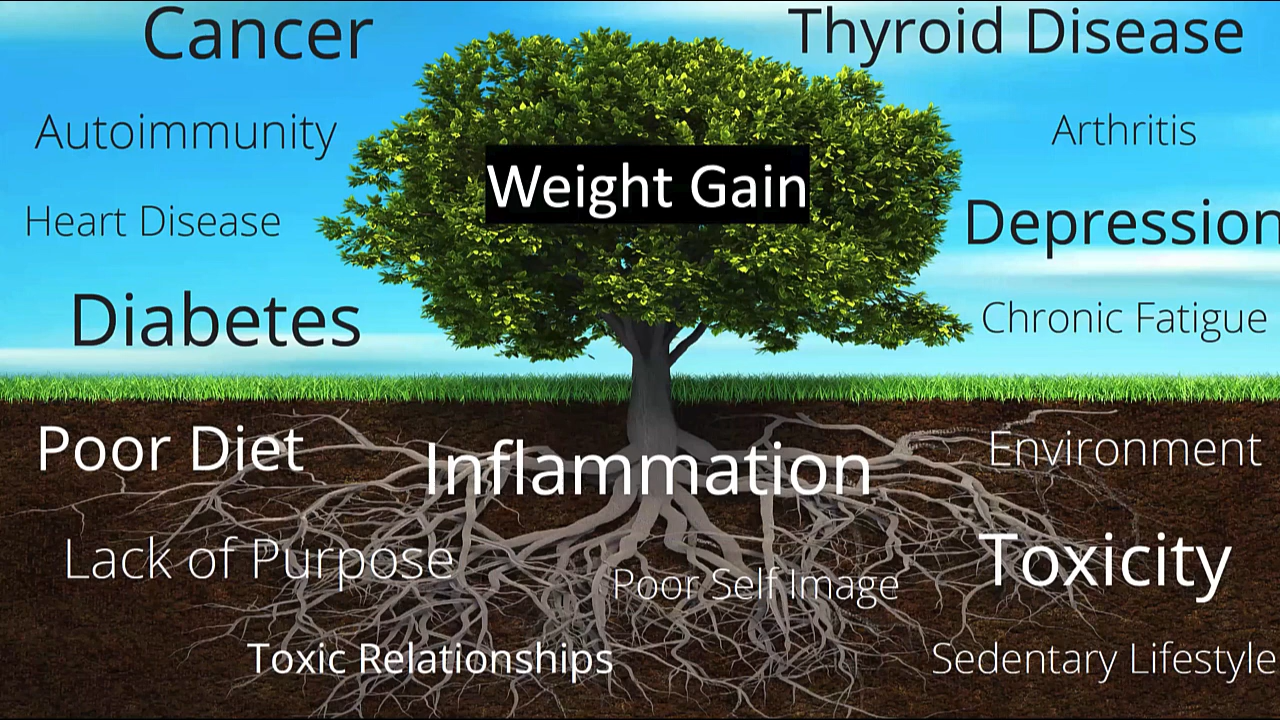 Cancer
Thyroid Disease
Autoimmunity
Arthritis
Weight Gain
Heart Disease
Depression
Diabetes
Chronic Fatigue
Poor Diet
Inflammation
Environment
Lack of Purpose
Poor Self Image
Toxicity
Toxic Relationships
Sedentary Lifestyle